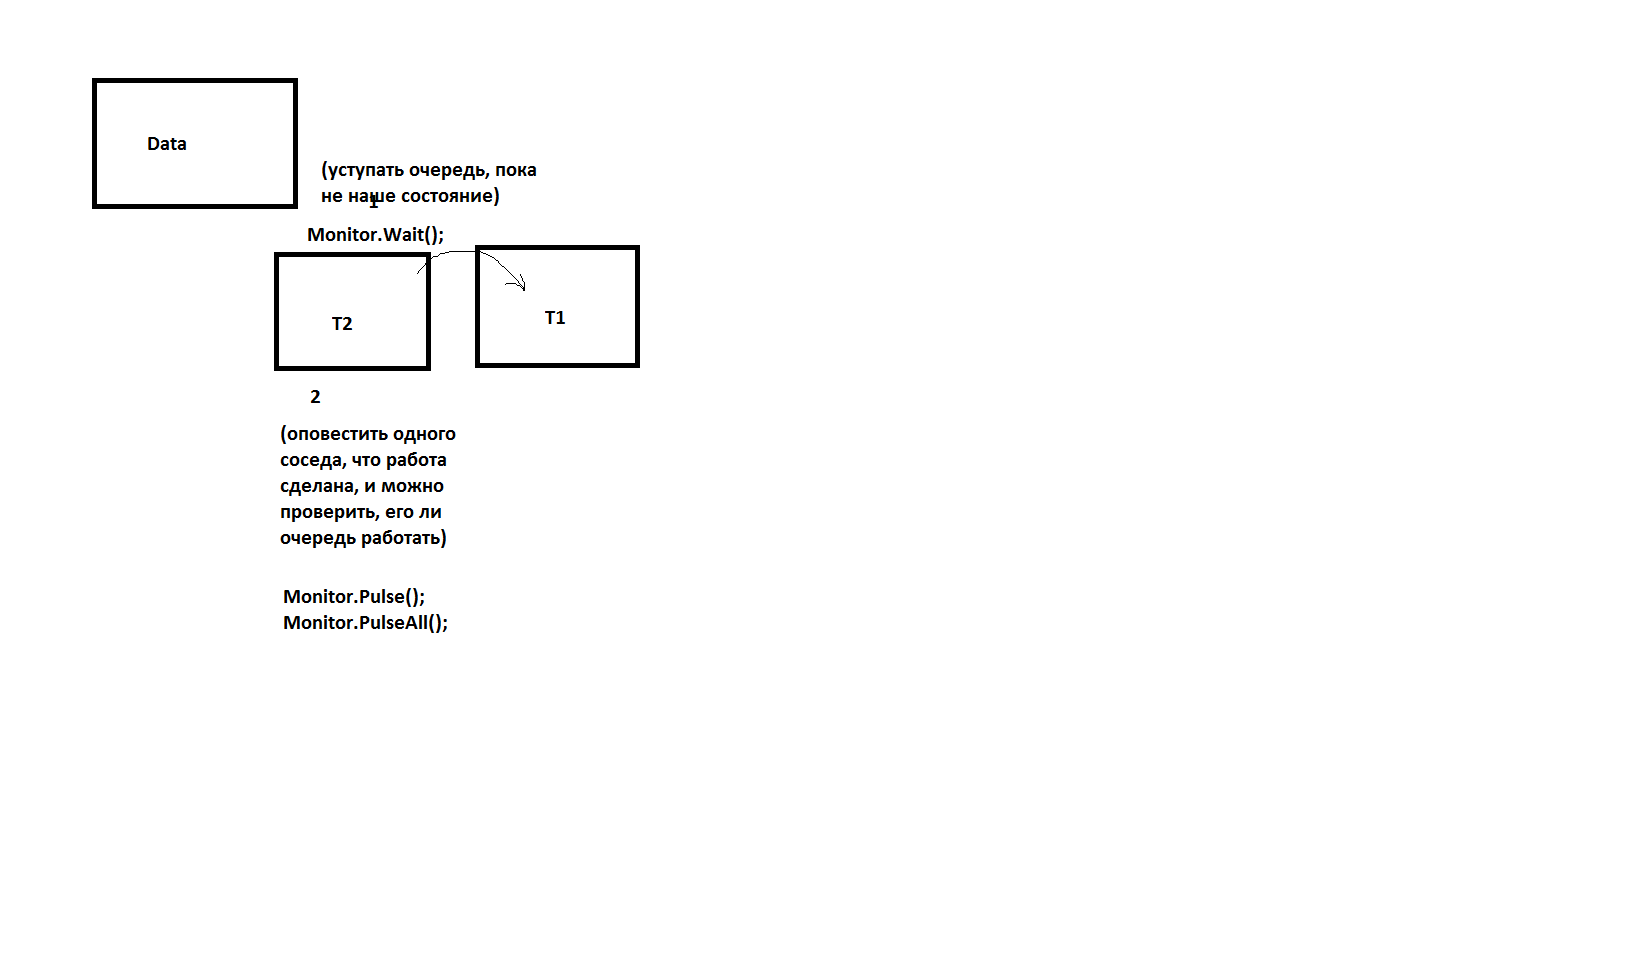 Data
(уступать очередь, пока
не наше состояние)
1
Monitor.Wait();
T2
T1
2
(оповестить одного
соседа, что работа
сделана, и можно
проверить, его ли
очередь работать)
Monitor.Pulse();
Monitor.PulseAll();